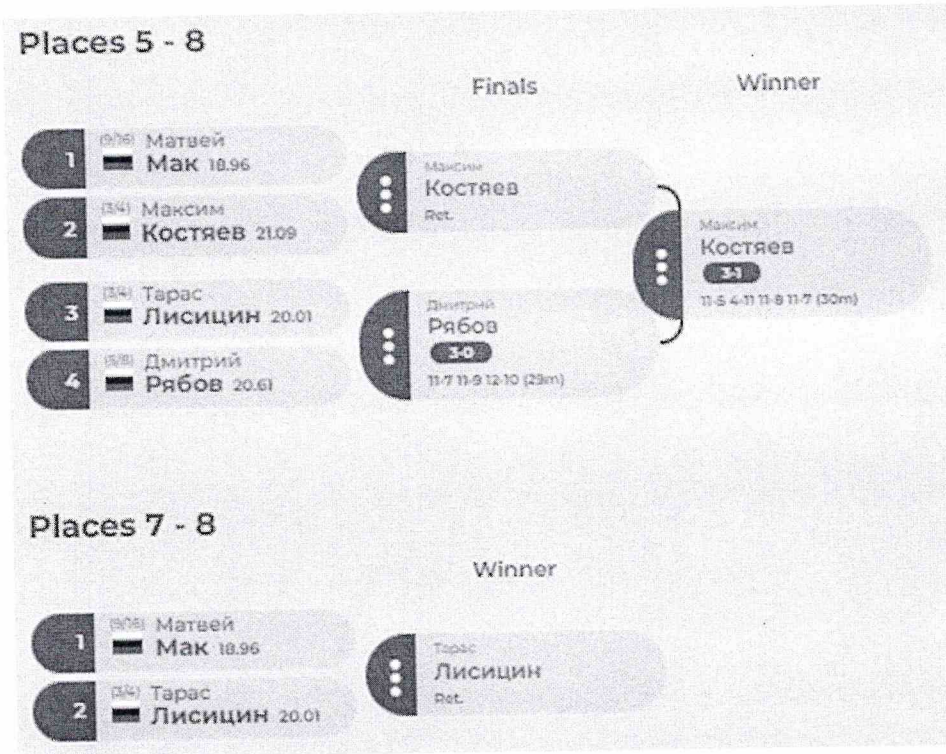 Places 5 - 8
Finals
Winner
1
(9/16) Матвей
Мак 18.96
2
(3/4) Максим
Костяев 21.09
3
(3/4) Тарас
Лисицин 20.01
4
(5/8) Дмитрий
Рябов 20.61
Максим
Костяев
Ret.
Дмитрий
Рябов
3-0
11-7 11-9 12-10 (29m)
Максим
Костяев
3-1
11-5 4-11 11-8 11-7 (30m)
Places 7 - 8
Winner
1
(9/16) Матвей
Мак 18.96
2
(3/4) Тарас
Лисицин 20.01
Тарас
Лисицин
Ret.